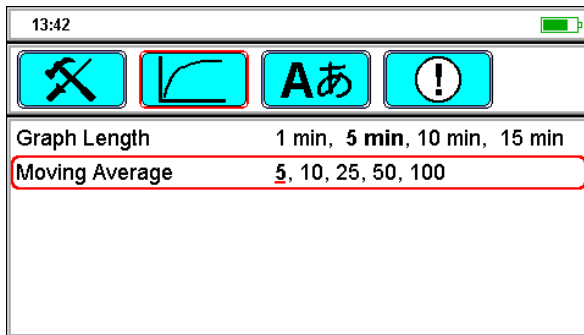 13:42
Aあ !
Graph Length 1 min, 5 min, 10 min, 15 min
Moving Average 5, 10, 25, 50, 100